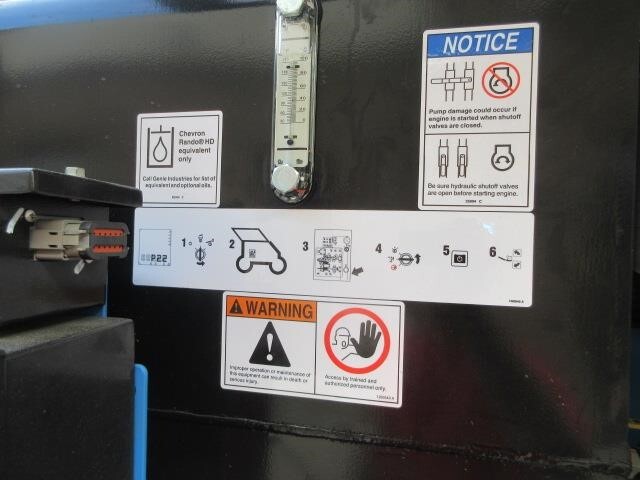 NOTICE
Pump damage could occur if
engine is started when shutoff
valves are closed.
Be sure hydraulic shutoff valves
are open before starting engine.
Chevron
Rando® HD
equivalent
only
Call Genie Industries for list of
equivalent and optional oils.
P22
1
2
3
4
5
6
WARNING
Improper operation or maintenance of
this equipment can result in death or
serious injury.
Access by trained and
authorized personnel only.